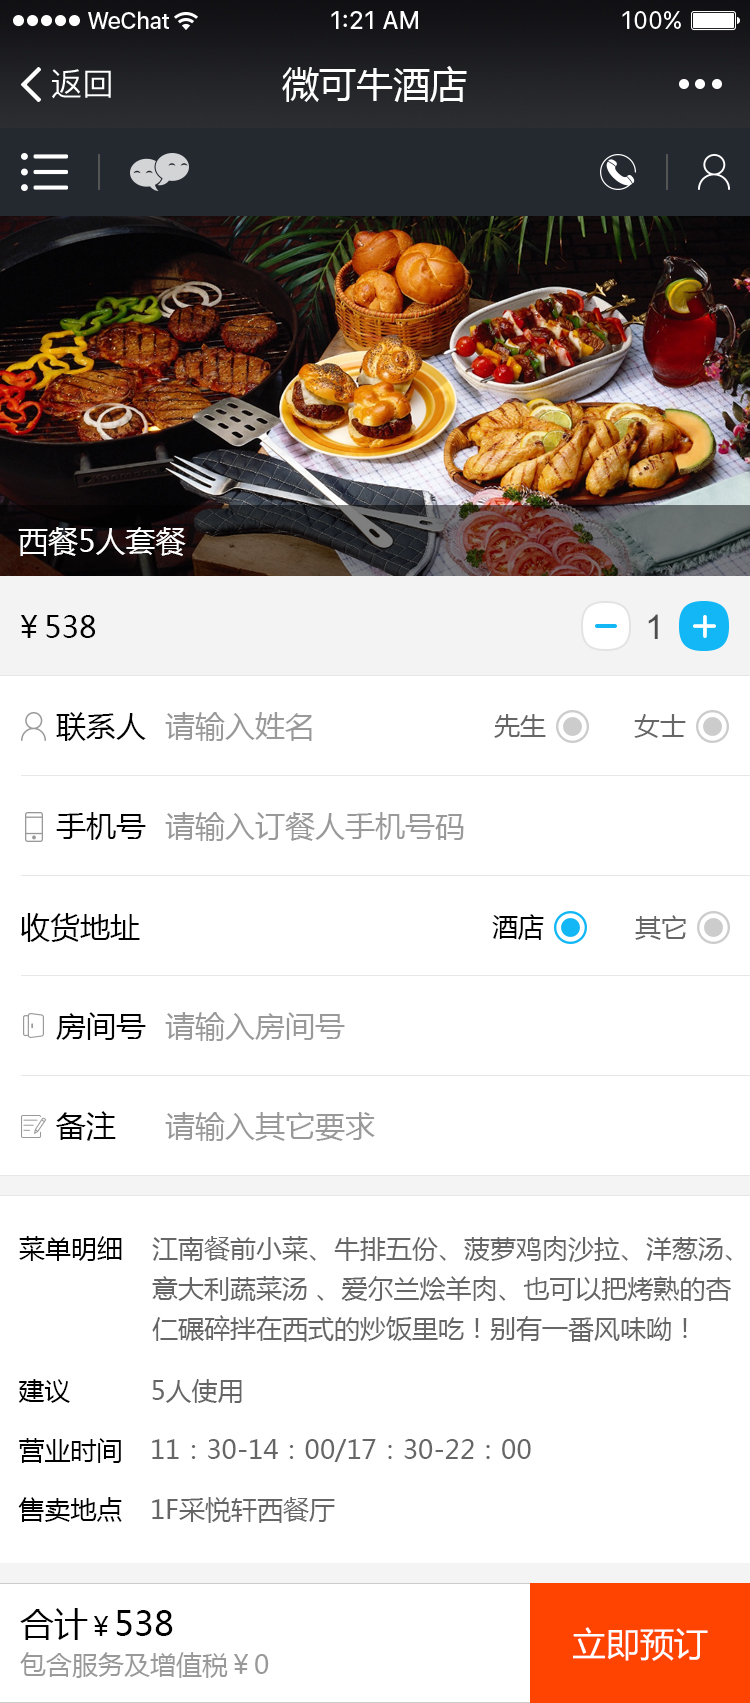 WeChat 1:21 AM 100%
返回 微可牛酒店
西餐5人套餐
¥ 538 1
联系人 请输入姓名 先生 女士
手机号 请输入订餐人手机号码
收货地址 酒店 其它
房间号 请输入房间号
备注 请输入其它要求
菜单明细 江南餐前小菜、牛排五份、菠萝鸡肉沙拉、洋葱汤、
意大利蔬菜汤 、爱尔兰烩羊肉、也可以把烤熟的杏
仁碾碎拌在西式的炒饭里吃！别有一番风味呦！
建议 5人使用
营业时间 11：30-14：00/17：30-22：00
售卖地点 1F采悦轩西餐厅
合计 ¥ 538 立即预订
包含服务及增值税 ¥ 0